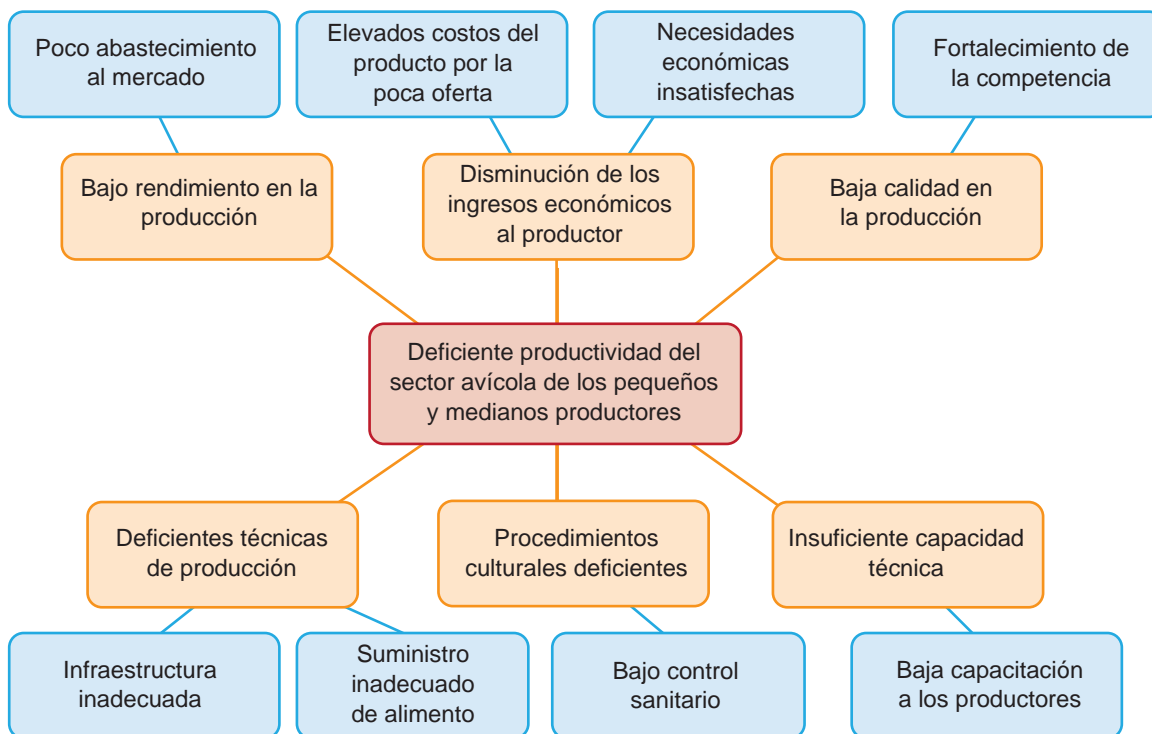 Poco abastecimiento
al mercado
Elevados costos del
producto por la
poca oferta
Necesidades
económicas
insatisfechas
Fortalecimiento de
la competencia
Bajo rendimiento en la
producción
Disminución de los
ingresos económicos
al productor
Baja calidad en
la producción
Deficiente productividad del
sector avícola de los pequeños
y medianos productores
Deficientes técnicas
de producción
Procedimientos
culturales deficientes
Insuficiente capacidad
técnica
Infraestructura
inadecuada
Suministro
inadecuado
de alimento
Bajo control
sanitario
Baja capacitación
a los productores